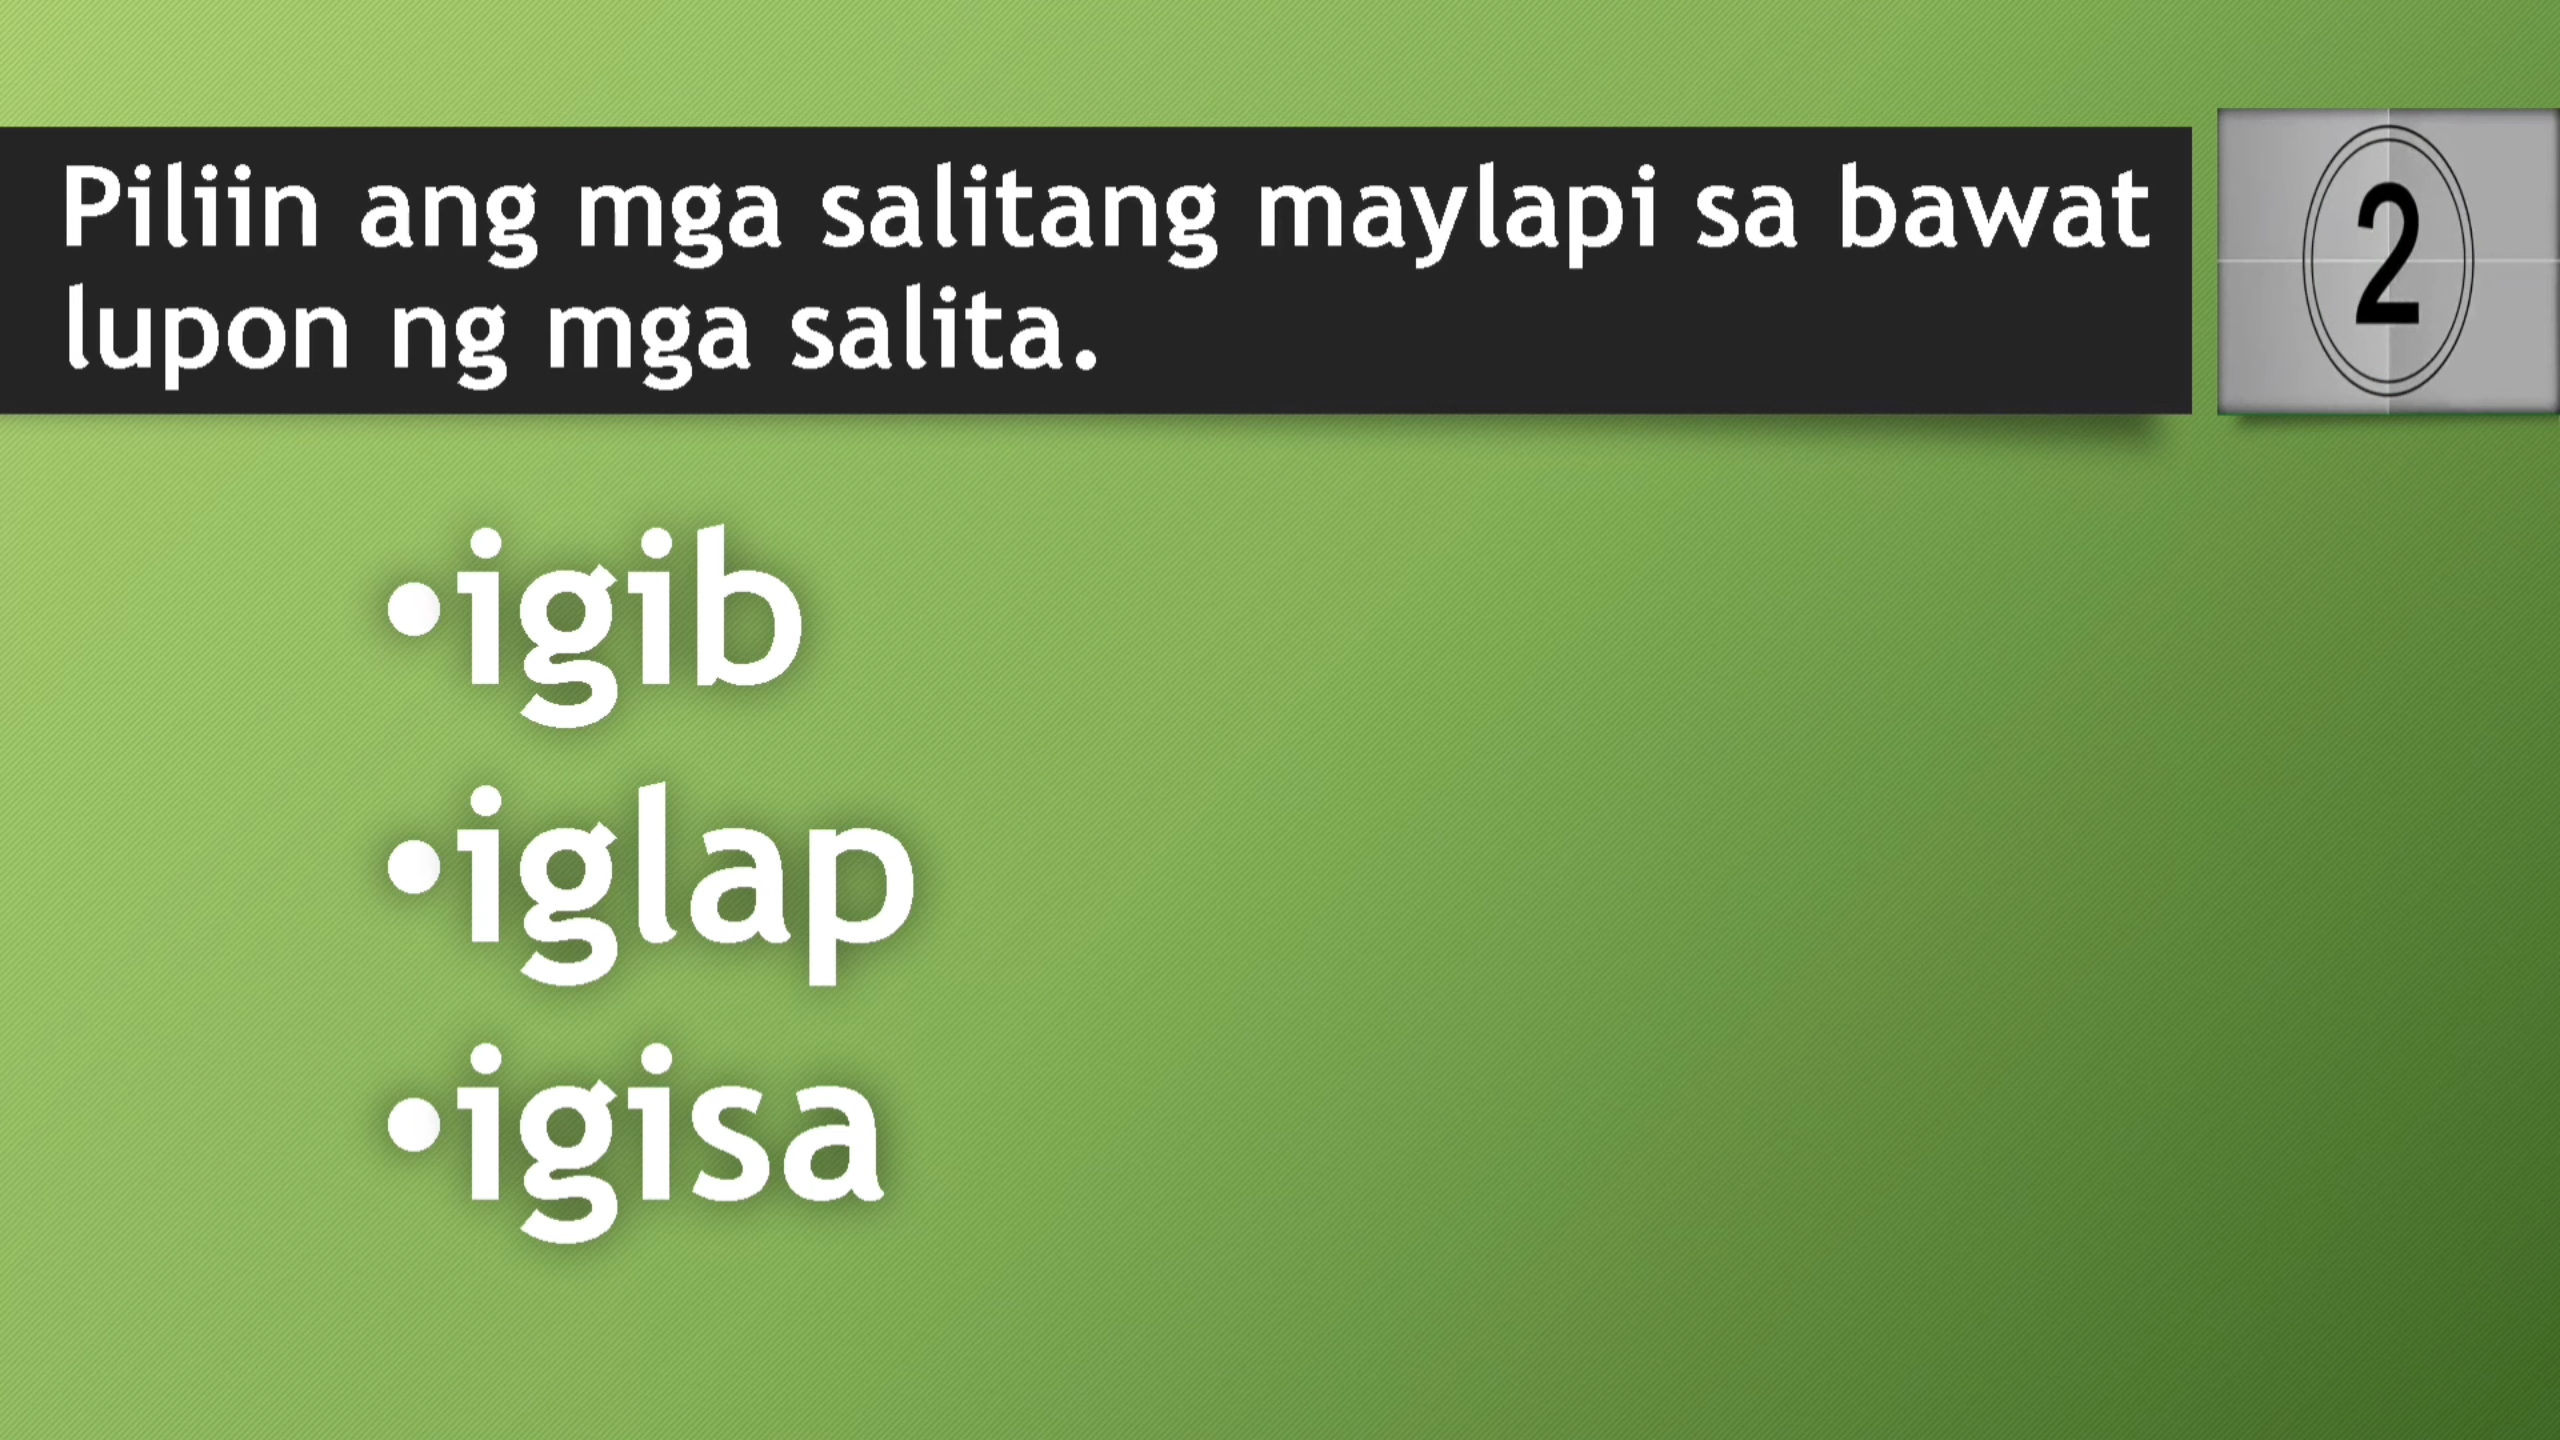 Piliin ang mga salitang maylapi sa bawat
lupon ng mga salita.
2
•igib
•iglap
•igisa